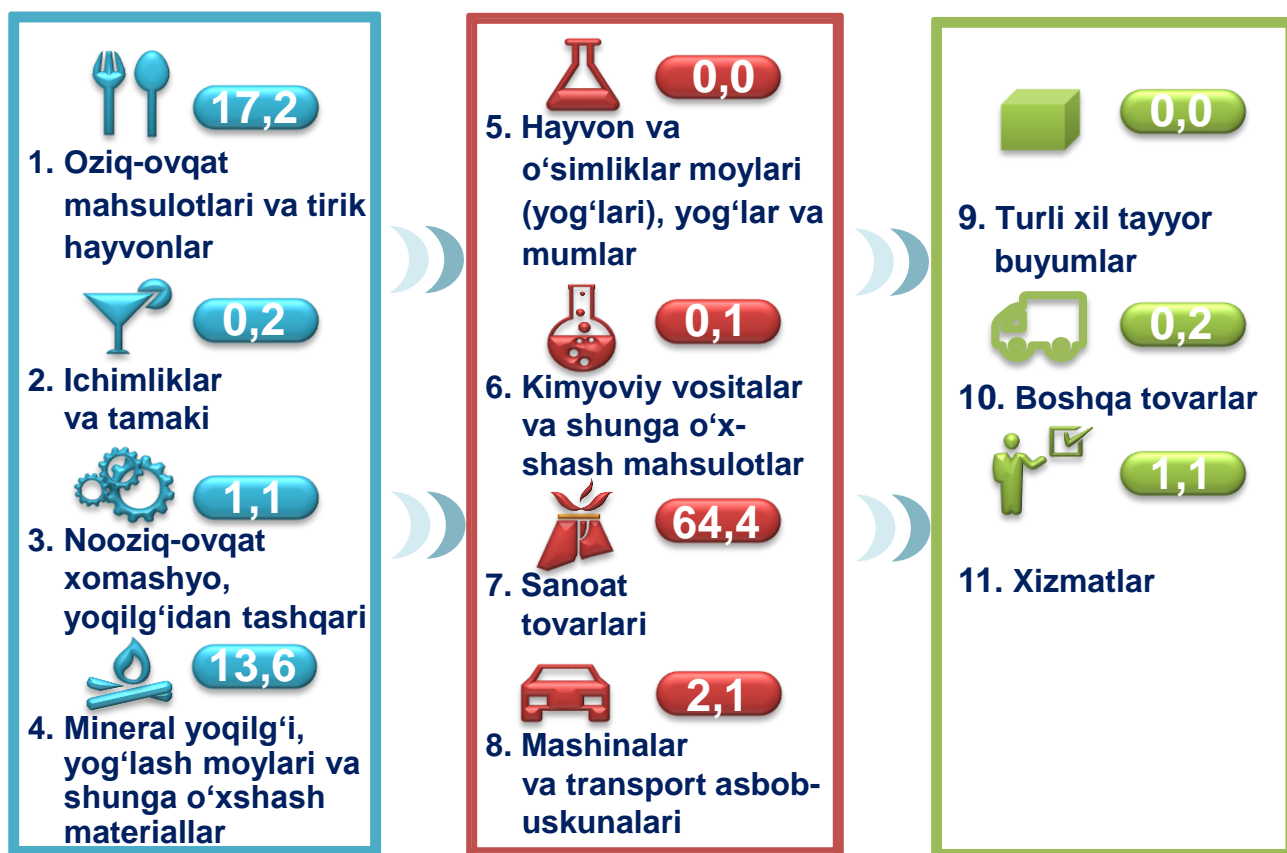 17,2
1. Oziq-ovqat
mahsulotlari va tirik
hayvonlar
0,2
2. Ichimliklar
va tamaki
1,1
3. Nooziq-ovqat
xomashyo,
yoqilg‘idan tashqari
13,6
4. Mineral yoqilg‘i,
yog‘lash moylari va
shunga o‘xshash
materiallar
0,0
5. Hayvon va
o‘simliklar moylari
(yog‘lari), yog‘lar va
mumlar
0,1
6. Kimyoviy vositalar
va shunga o‘x-
shash mahsulotlar
64,4
7. Sanoat
tovarlari
2,1
8. Mashinalar
va transport asbob-
uskunalari
0,0
9. Turli xil tayyor
buyumlar
0,2
10. Boshqa tovarlar
1,1
11. Xizmatlar